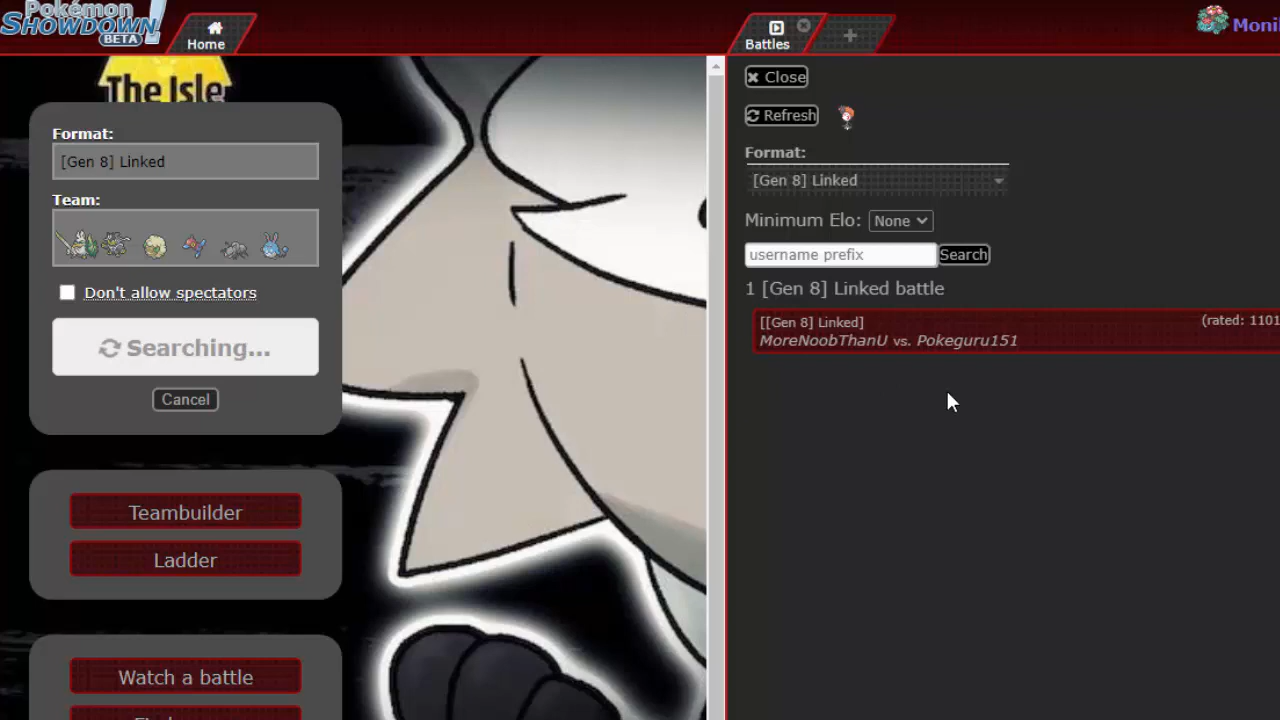 Pokémon
SHOWDOWN!
BETA
Home
Battles
Moni
The Isle
Format:
[Gen 8] Linked
Team:
Don't allow spectators
Searching...
Cancel
Teambuilder
Ladder
Watch a battle
Close
Refresh
Format:
[Gen 8] Linked
Minimum Elo: None
username prefix Search
1 [Gen 8] Linked battle
[[Gen 8] Linked] (rated: 1101
MoreNoobThanU vs. Pokeguru151